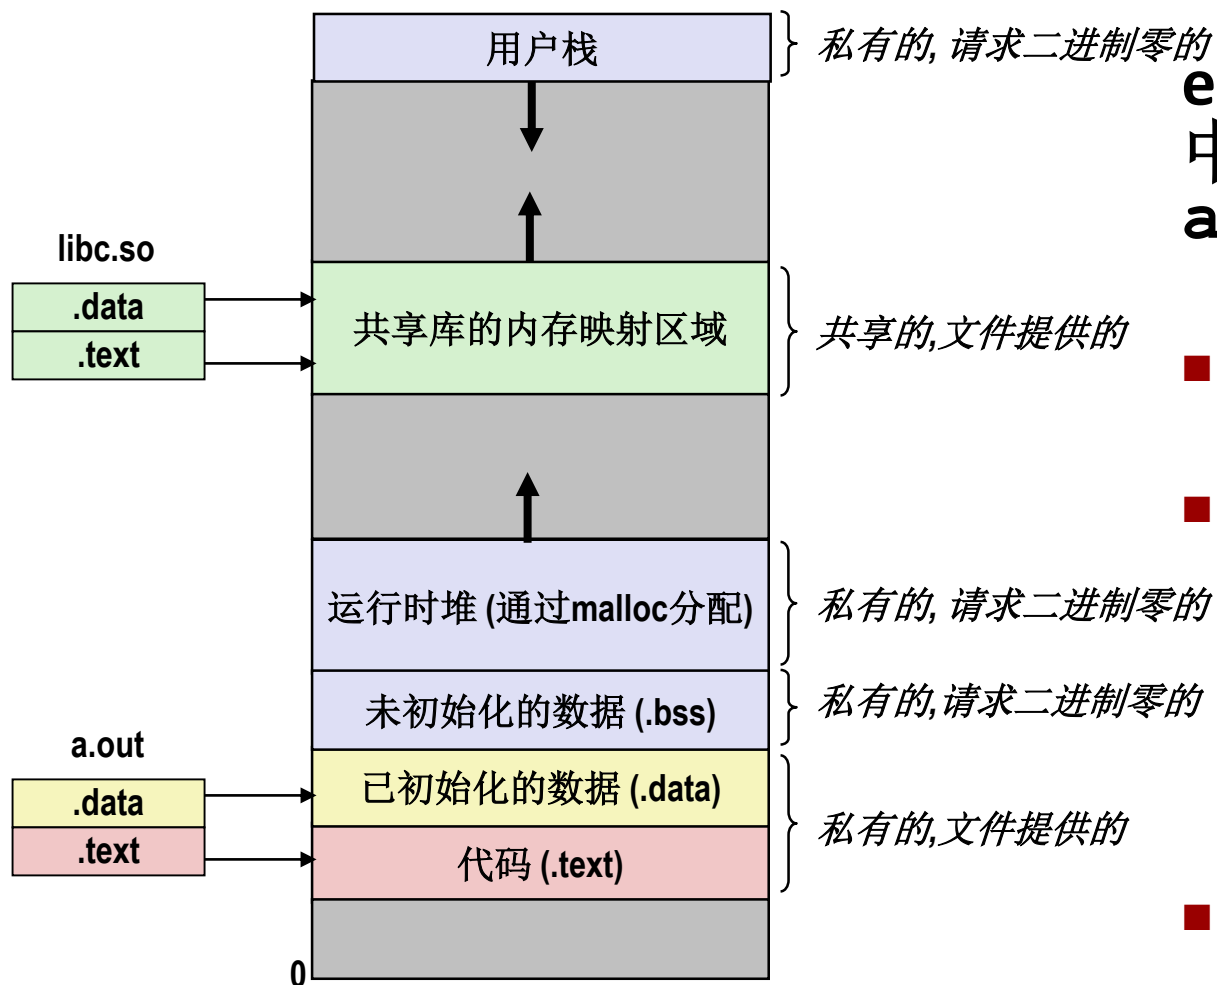 用户栈
私有的, 请求二进制零的
e
a
libc.so
.data
.text
共享库的内存映射区域
共享的,文件提供的
运行时堆 (通过malloc分配)
私有的, 请求二进制零的
未初始化的数据 (.bss)
私有的,请求二进制零的
a.out
.data
.text
已初始化的数据 (.data)
代码 (.text)
私有的,文件提供的
0